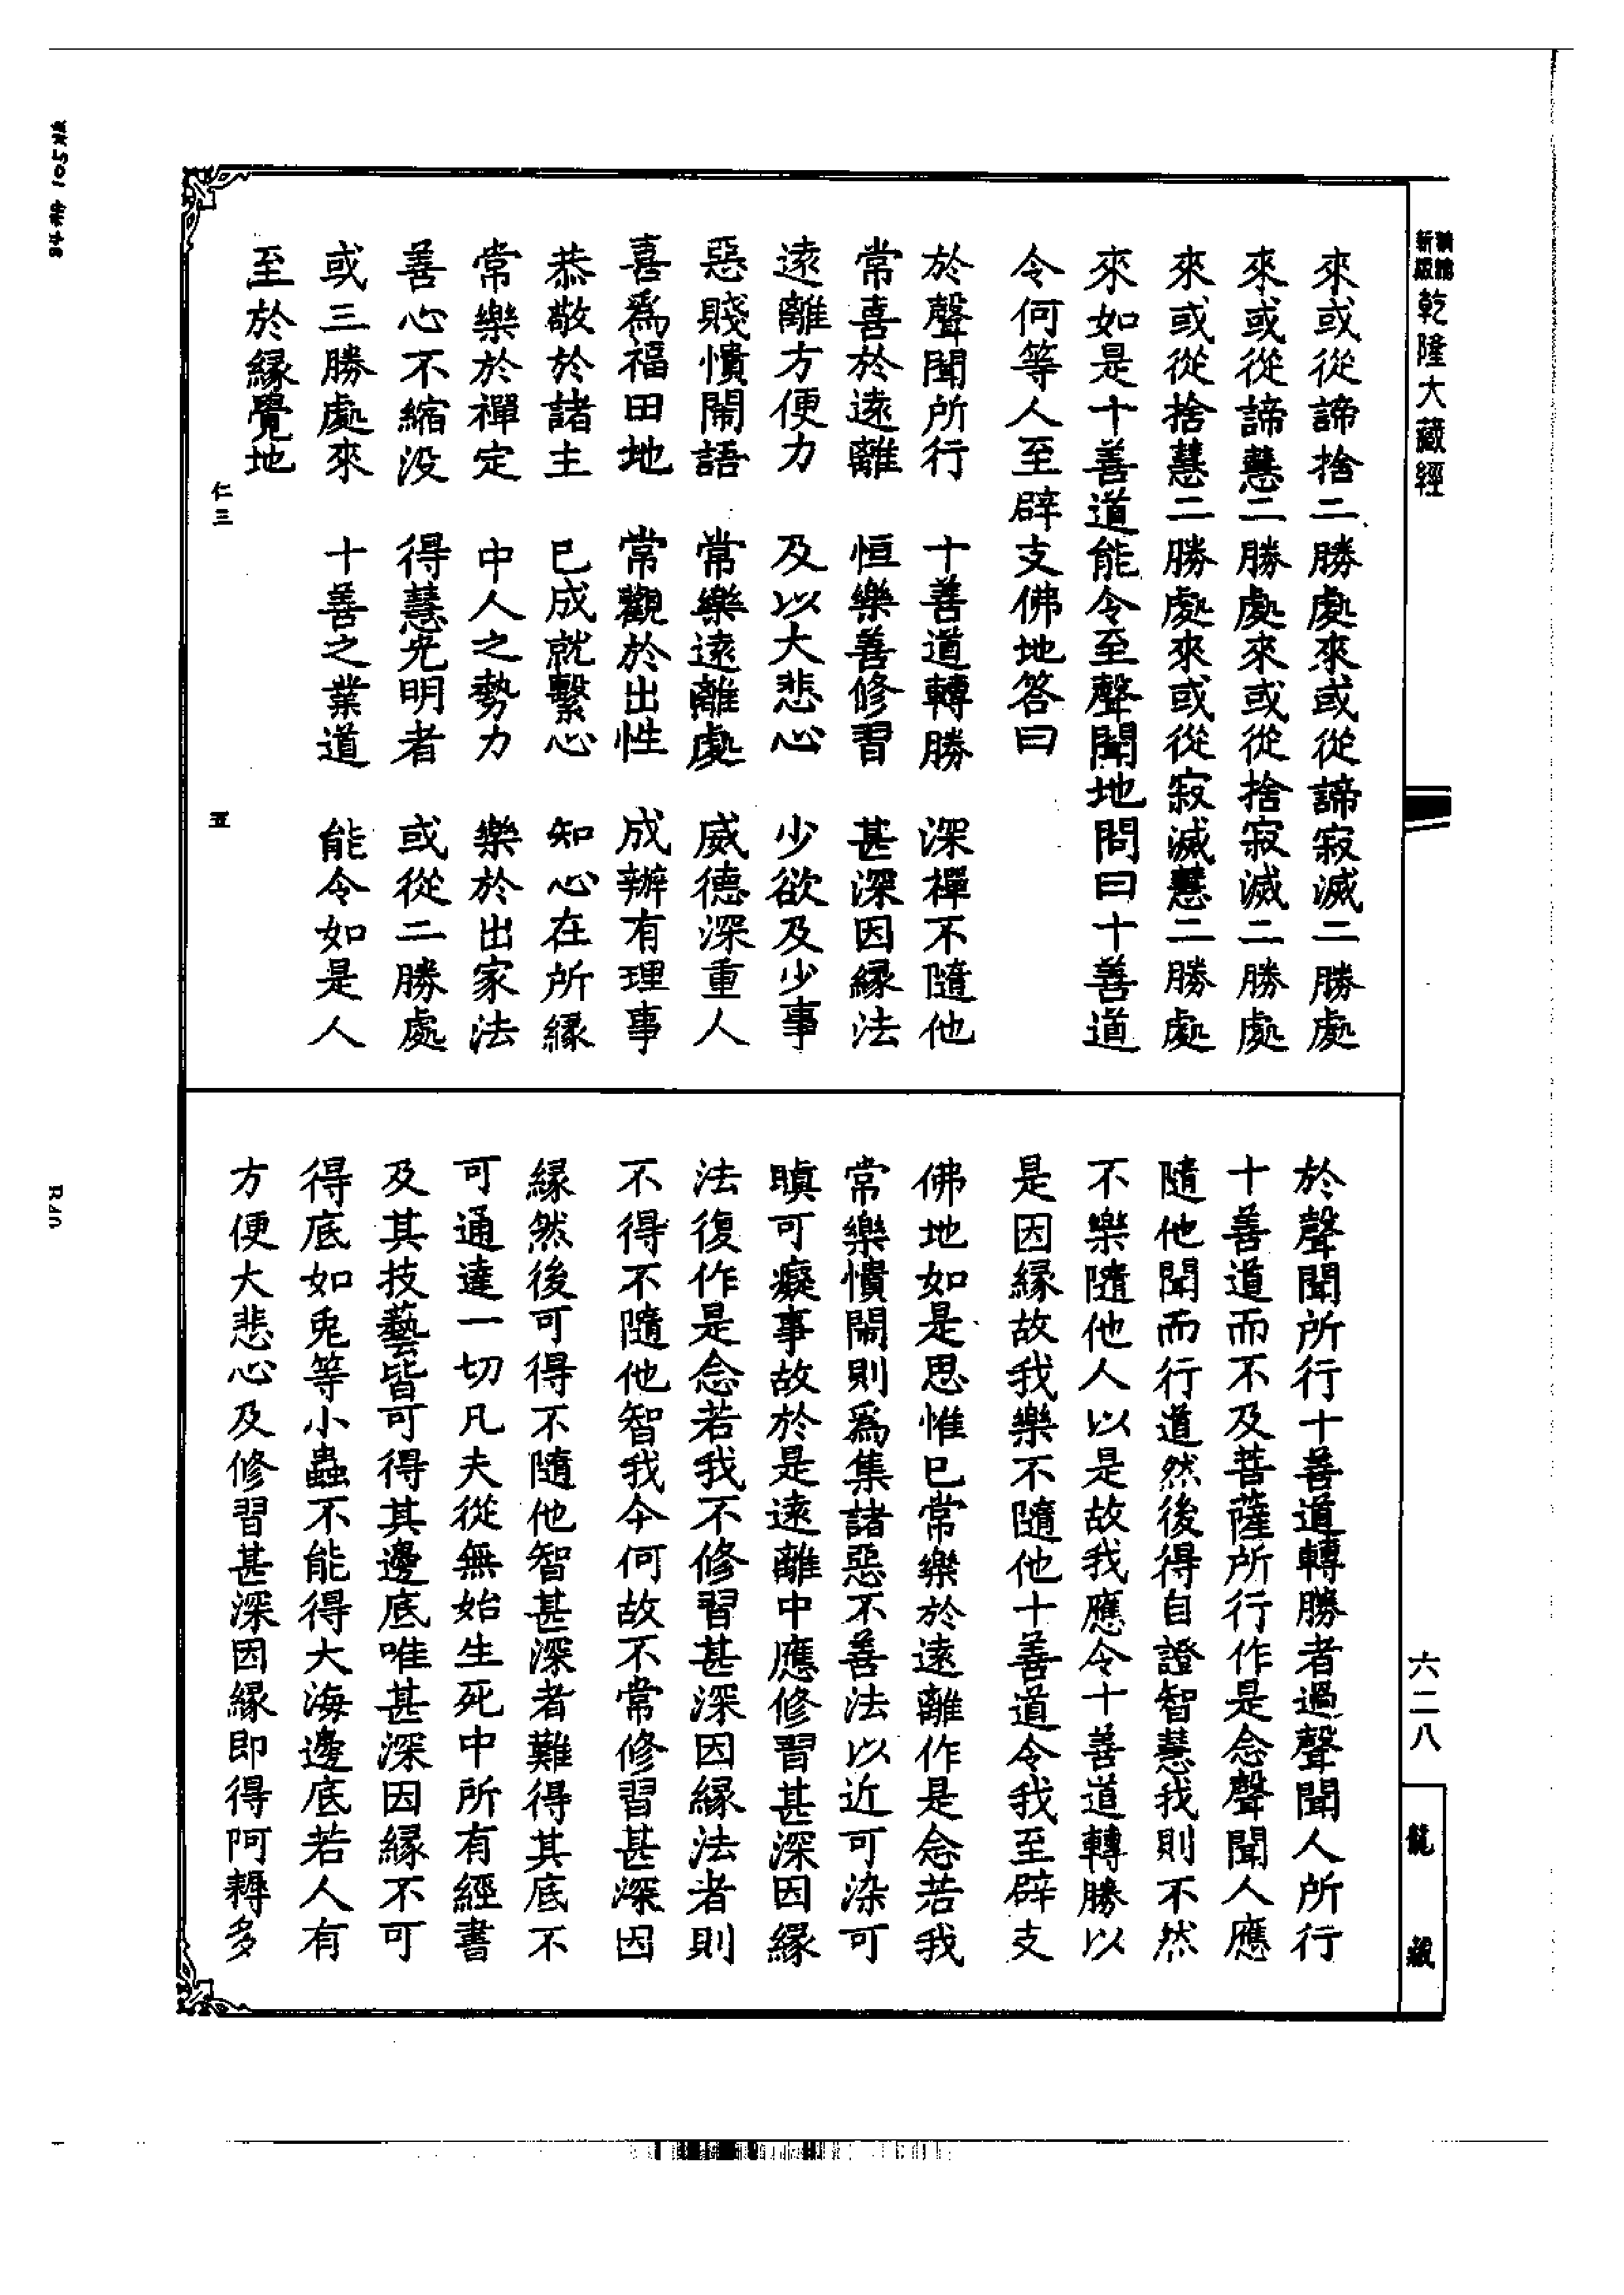 乾隆大藏經
來或從諦捨二勝處來或從諦寂滅二勝處
來或從諦慧二勝處來或從捨寂滅二勝處
來或從捨慧二勝處來或從寂滅慧二勝處
來如是十善道能令至聲聞地問曰十善道
令何等人至辟支佛地答曰
於聲聞所行　十善道轉勝　深禪不隨他
常喜於遠離　恒樂善修習　甚深因緣法
遠離方便力　及以大悲心　少欲及少事
惡賤憒閙語　常樂遠離處　威德深重人
喜爲福田地　常觀於出性　成辦有理事
恭敬於諸主　已成就繫心　知心在所緣
常樂於禪定　中人之勢力　樂於出家法
善心不縮没　得慧光明者　或從二勝處
或三勝處來　十善之業道　能令如是人
至於緣覺地
仁三　五
於聲聞所行十善道轉勝者過聲聞人所行
十善道而不及菩薩所行作是念聲聞人應
隨他聞而行道然後得自證智慧我則不然
不樂隨他人以是故我應令十善道轉勝以
是因緣故我樂不隨他十善道令我至辟支
佛地如是思惟已常樂於遠離作是念若我
常樂憒閙則爲集諸惡不善法以近可染可
瞋可癡事故於是遠離中應修習甚深因緣
法復作是念若我不修習甚深因緣法者則
不得不隨他智我今何故不常修習甚深因
緣然後可得不隨他智甚深者難得其底不
可通達一切凡夫從無始生死中所有經書
及其技藝皆可得其邊底唯甚深因緣不可
得底如兎等小蟲不能得大海邊底若人有
方便大悲心及修習甚深因緣即得阿耨多
六二八
龍藏